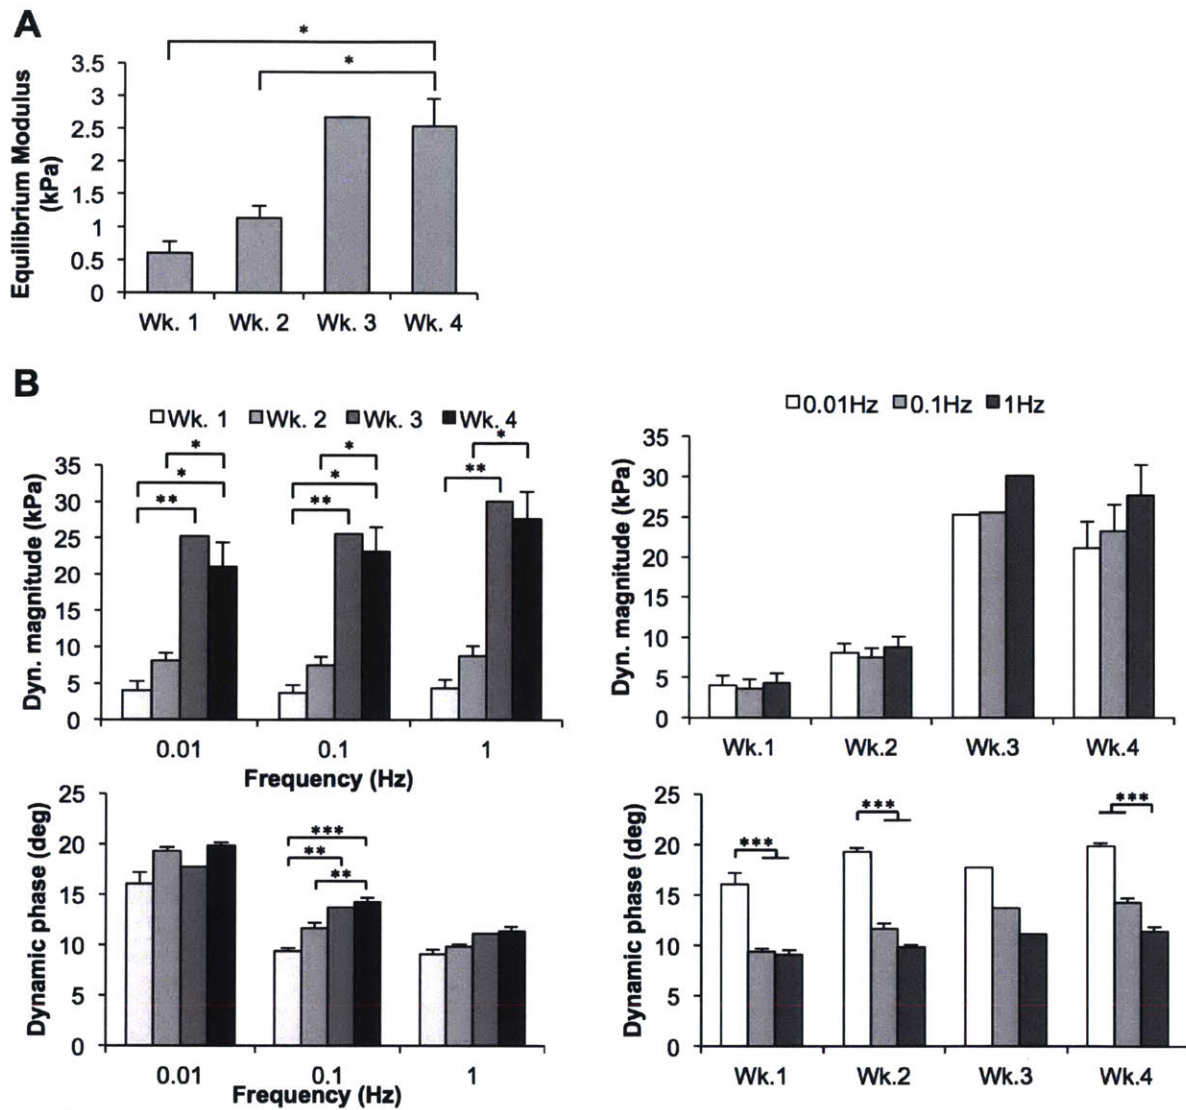 A
*
*
3.5
3
2.5
2
1.5
1
0.5
0
Equilibrium Modulus
(kPa)
Wk. 1 Wk. 2 Wk. 3 Wk. 4
B
Wk. 1 Wk. 2 Wk. 3 Wk. 4
* * *
* * **
** **
35
30
25
20
15
10
5
0
Dyn. magnitude (kPa)
0.01 0.1 1
Frequency (Hz)
0.01Hz 0.1Hz 1Hz
35
30
25
20
15
10
5
0
Dyn. magnitude (kPa)
Wk.1 Wk.2 Wk.3 Wk.4
25
20
15
10
5
0
Dynamic phase (deg)
***
**
**
0.01 0.1 1
Frequency (Hz)
25
20
15
10
5
0
Dynamic phase (deg)
*** *** ***
Wk.1 Wk.2 Wk.3 Wk.4